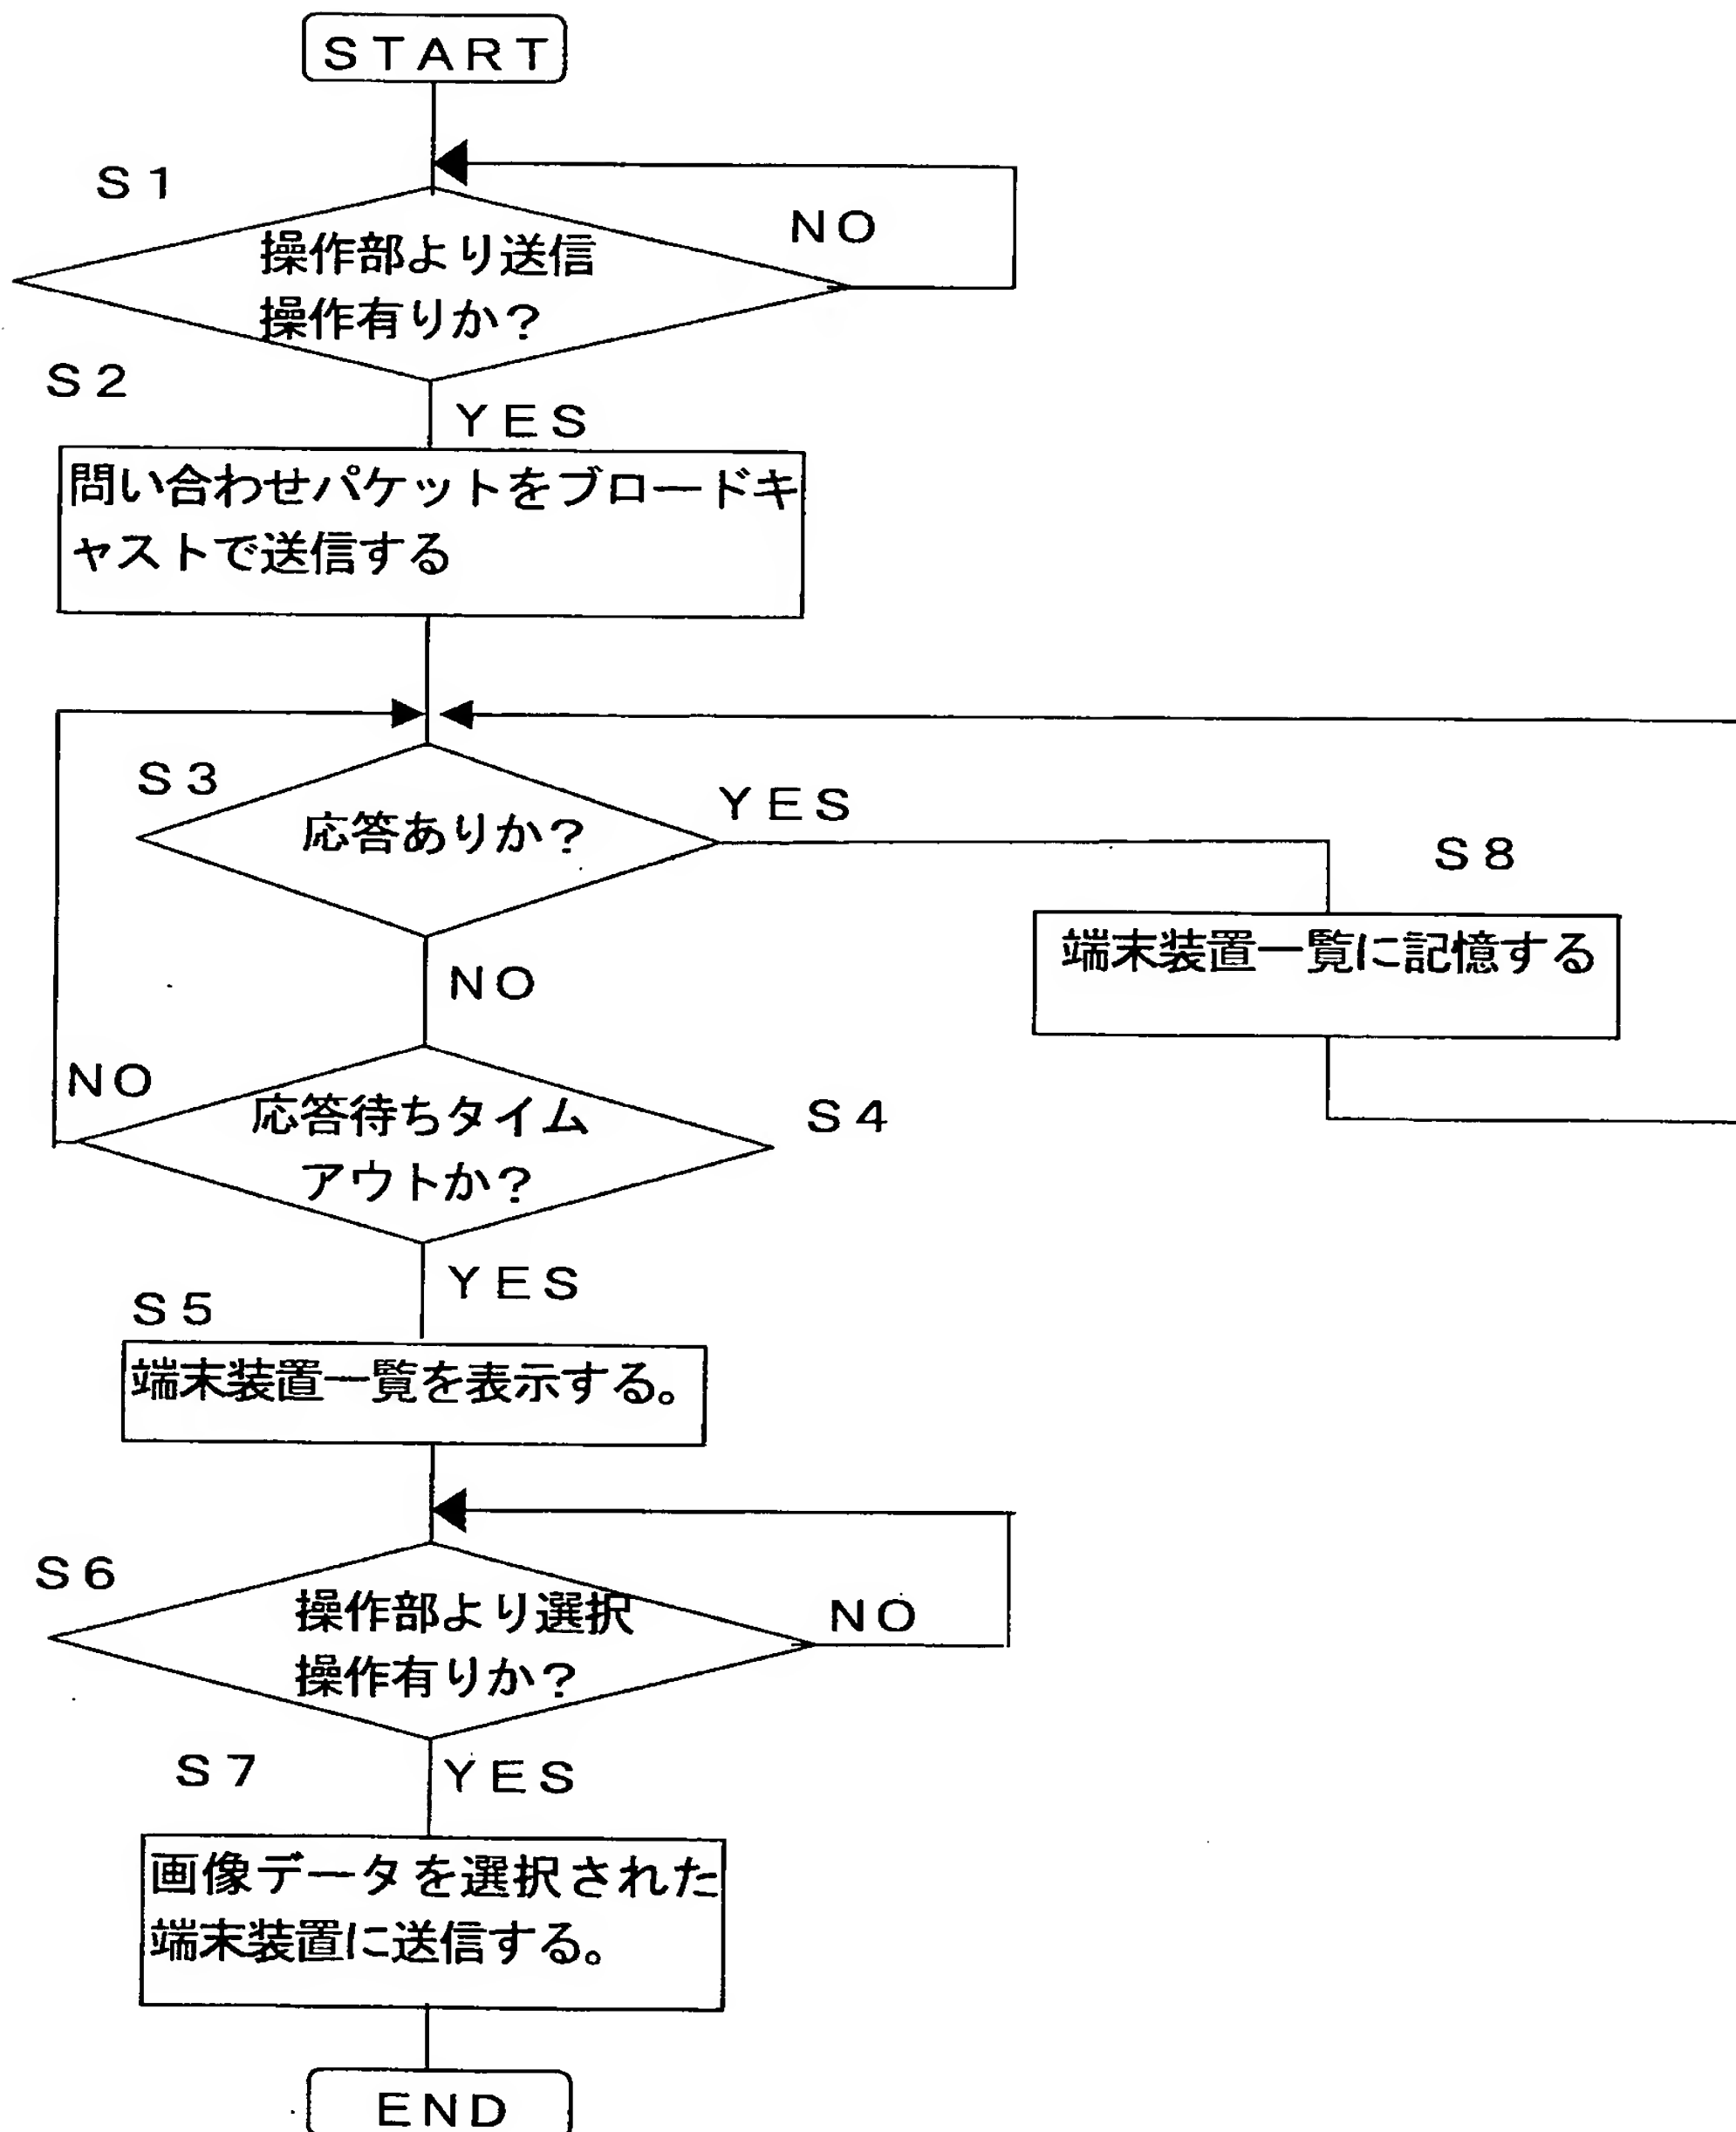 ＳＴＡＲＴ
Ｓ１
操作部より送信
操作有りか？
ＮＯ
Ｓ２
ＹＥＳ
問い合わせパケットをブロードキ
ャストで送信する
Ｓ３
応答ありか？
ＹＥＳ
Ｓ８
端末装置一覧に記憶する
ＮＯ
ＮＯ
応答待ちタイム
アウトか？
Ｓ４
ＹＥＳ
Ｓ５
端末装置一覧を表示する。
Ｓ６
操作部より選択
操作有りか？
ＮＯ
Ｓ７
ＹＥＳ
画像データを選択された
端末装置に送信する。
ＥＮＤ